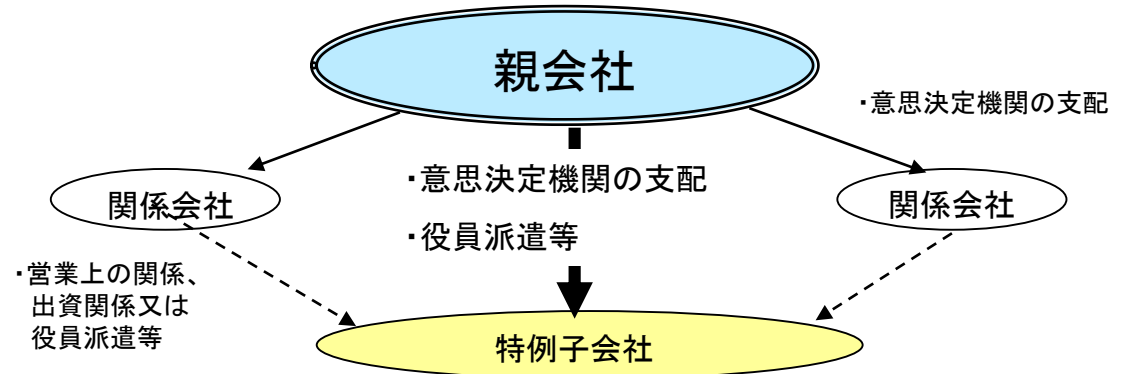 親会社
・意思決定機関の支配
・意思決定機関の支配
・役員派遣等
関係会社
関係会社
・営業上の関係、
出資関係又は
役員派遣等
特例子会社